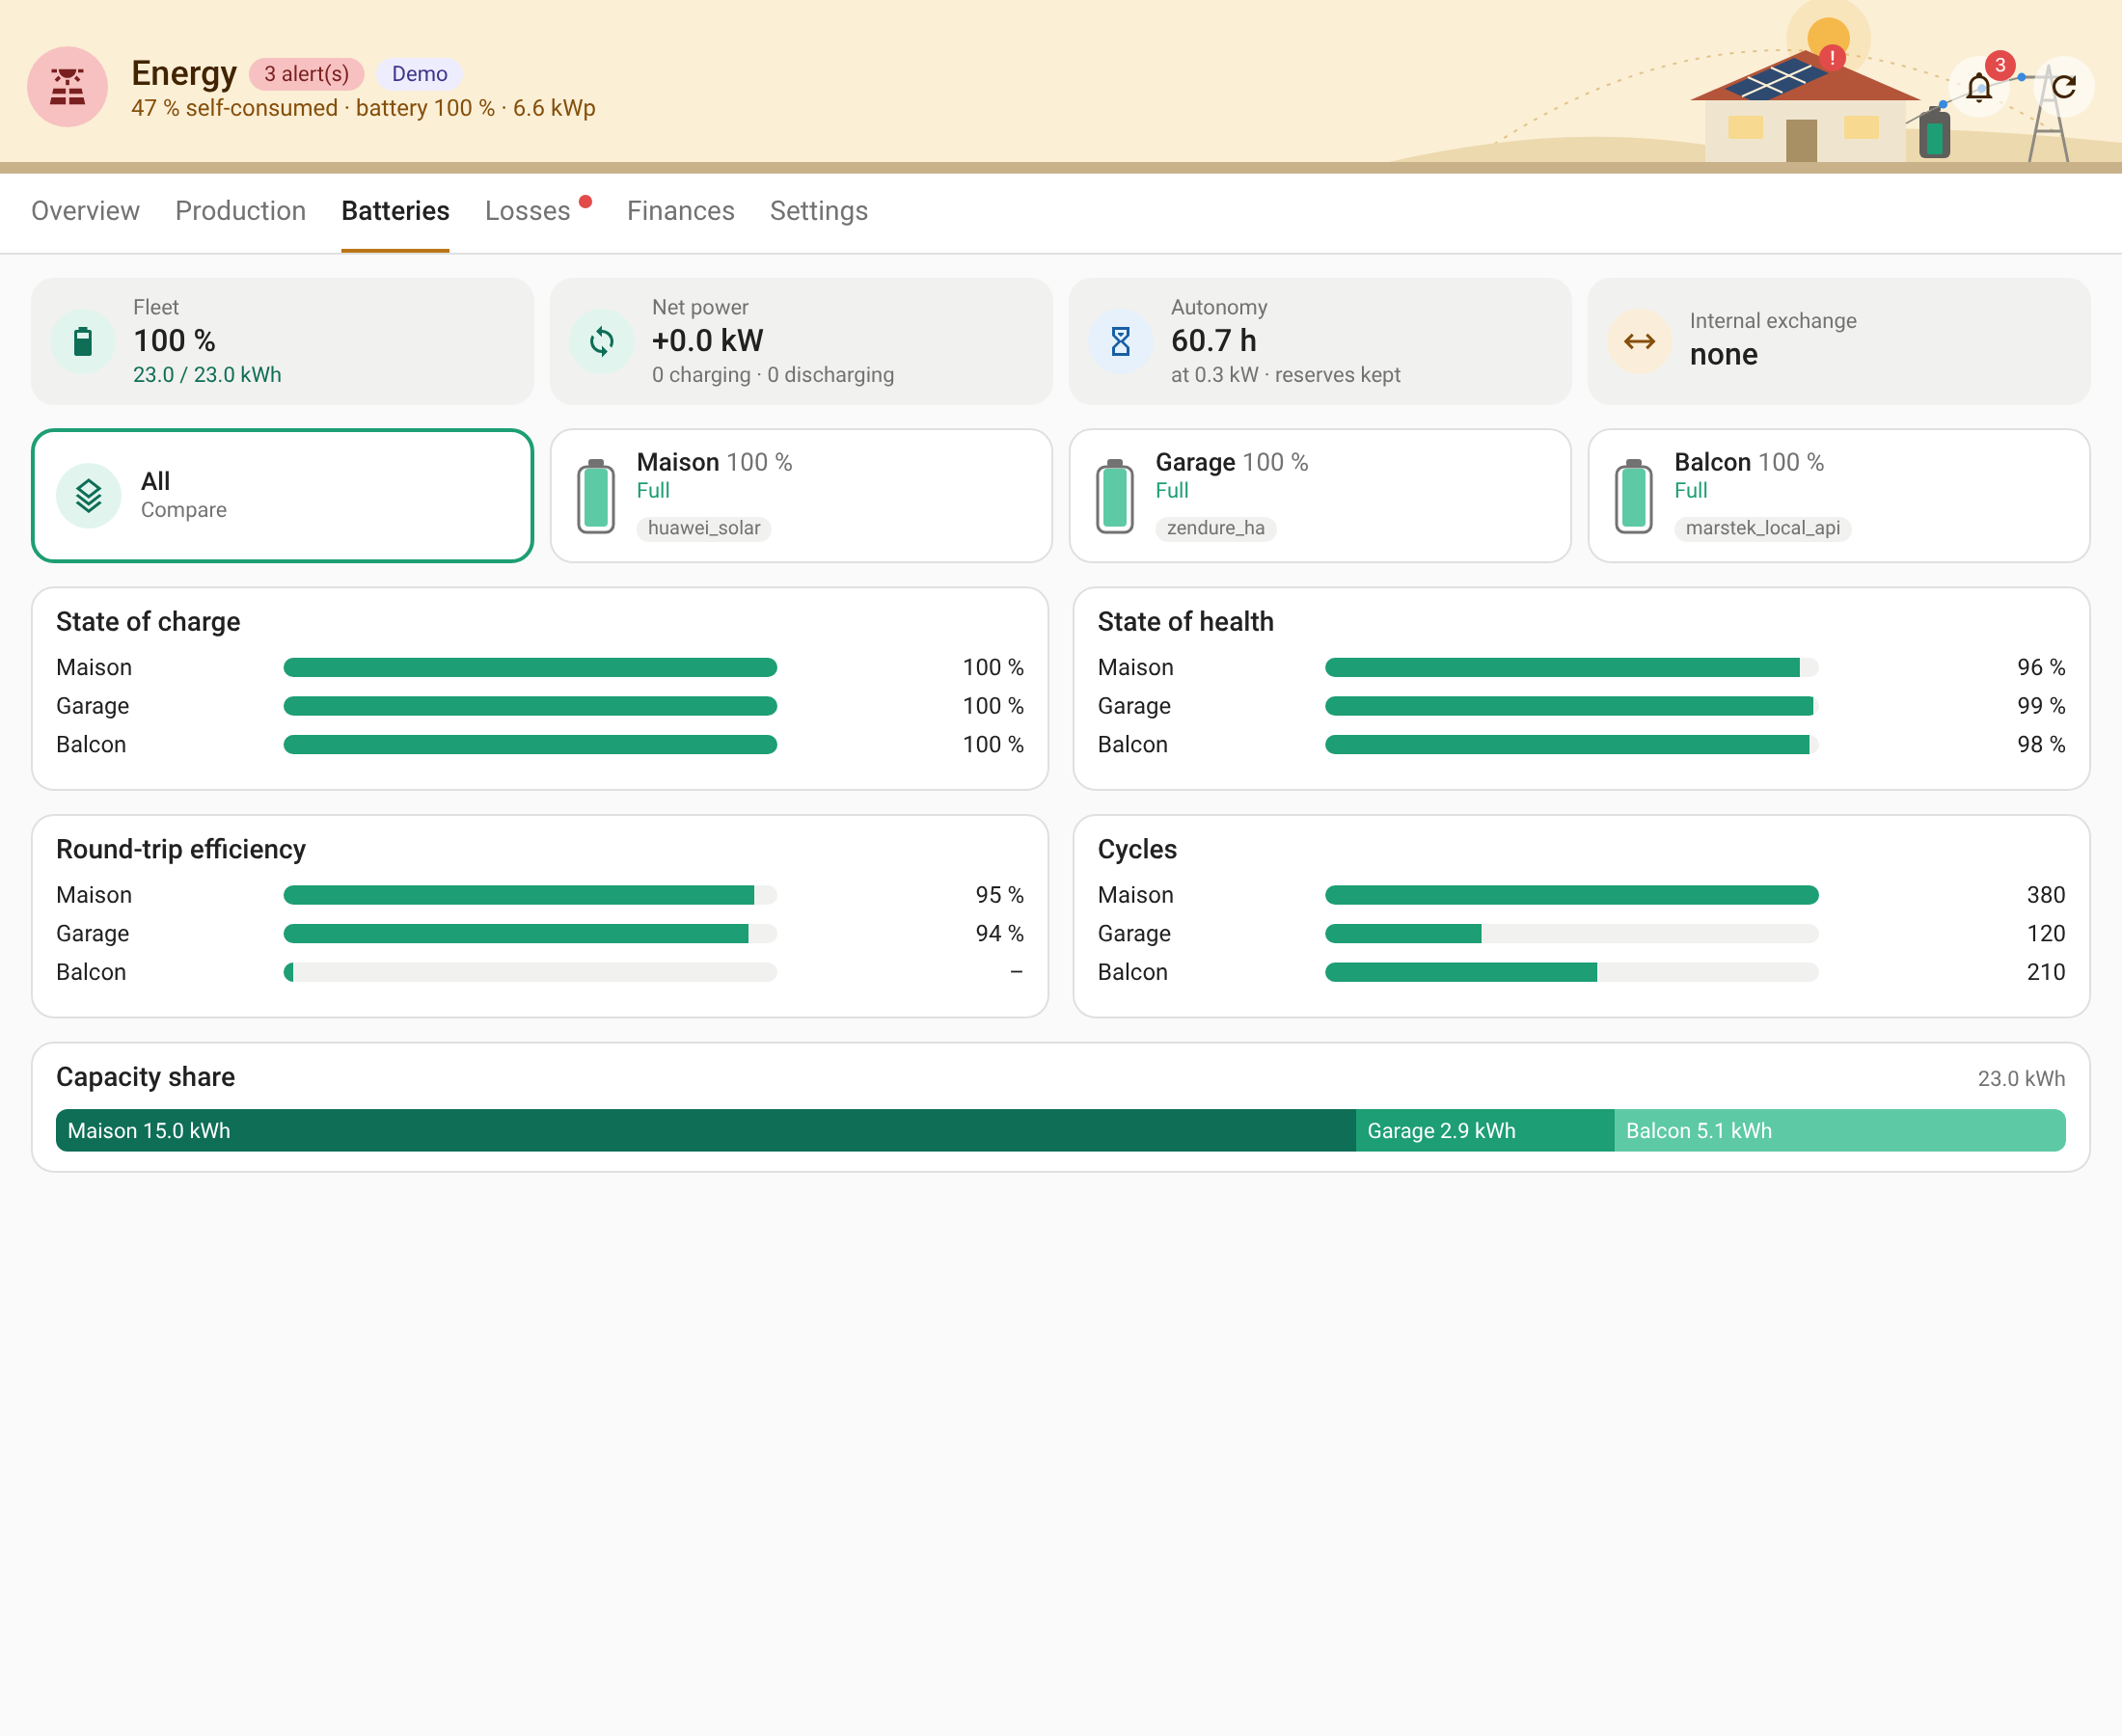 Energy 3 alert(s) Demo
47 % self-consumed · battery 100 % · 6.6 kWp
!
3
Overview Production Batteries Losses Finances Settings
Fleet
100 %
23.0 / 23.0 kWh
Net power
+0.0 kW
0 charging · 0 discharging
Autonomy
60.7 h
at 0.3 kW · reserves kept
Internal exchange
none
All
Compare
Maison 100 %
Full
huawei_solar
Garage 100 %
Full
zendure_ha
Balcon 100 %
Full
marstek_local_api
State of charge
Maison 100 %
Garage 100 %
Balcon 100 %
State of health
Maison 96 %
Garage 99 %
Balcon 98 %
Round-trip efficiency
Maison 95 %
Garage 94 %
Balcon –
Cycles
Maison 380
Garage 120
Balcon 210
Capacity share 23.0 kWh
Maison 15.0 kWh Garage 2.9 kWh Balcon 5.1 kWh